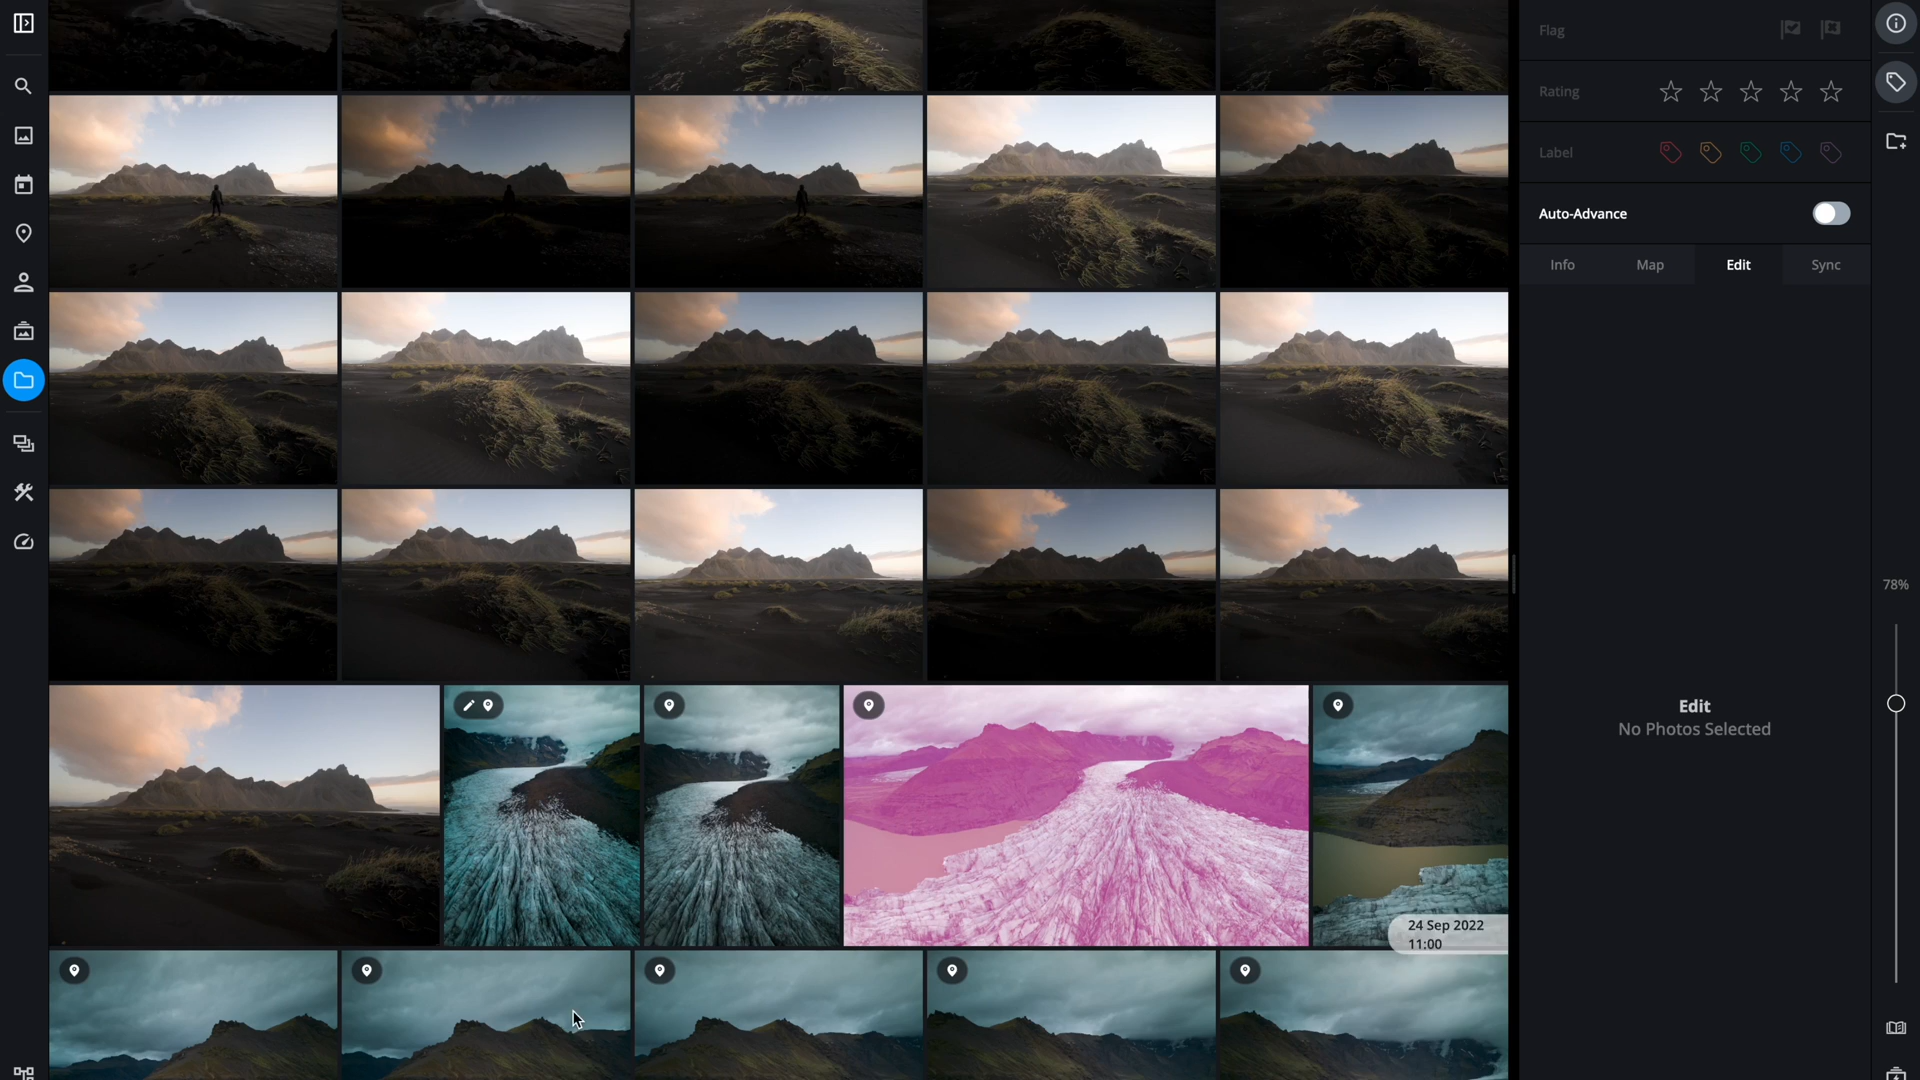 Flag
Rating
Label
Auto-Advance
Info
Map
Edit
Sync
78%
Edit
No Photos Selected
24 Sep 2022
11:00